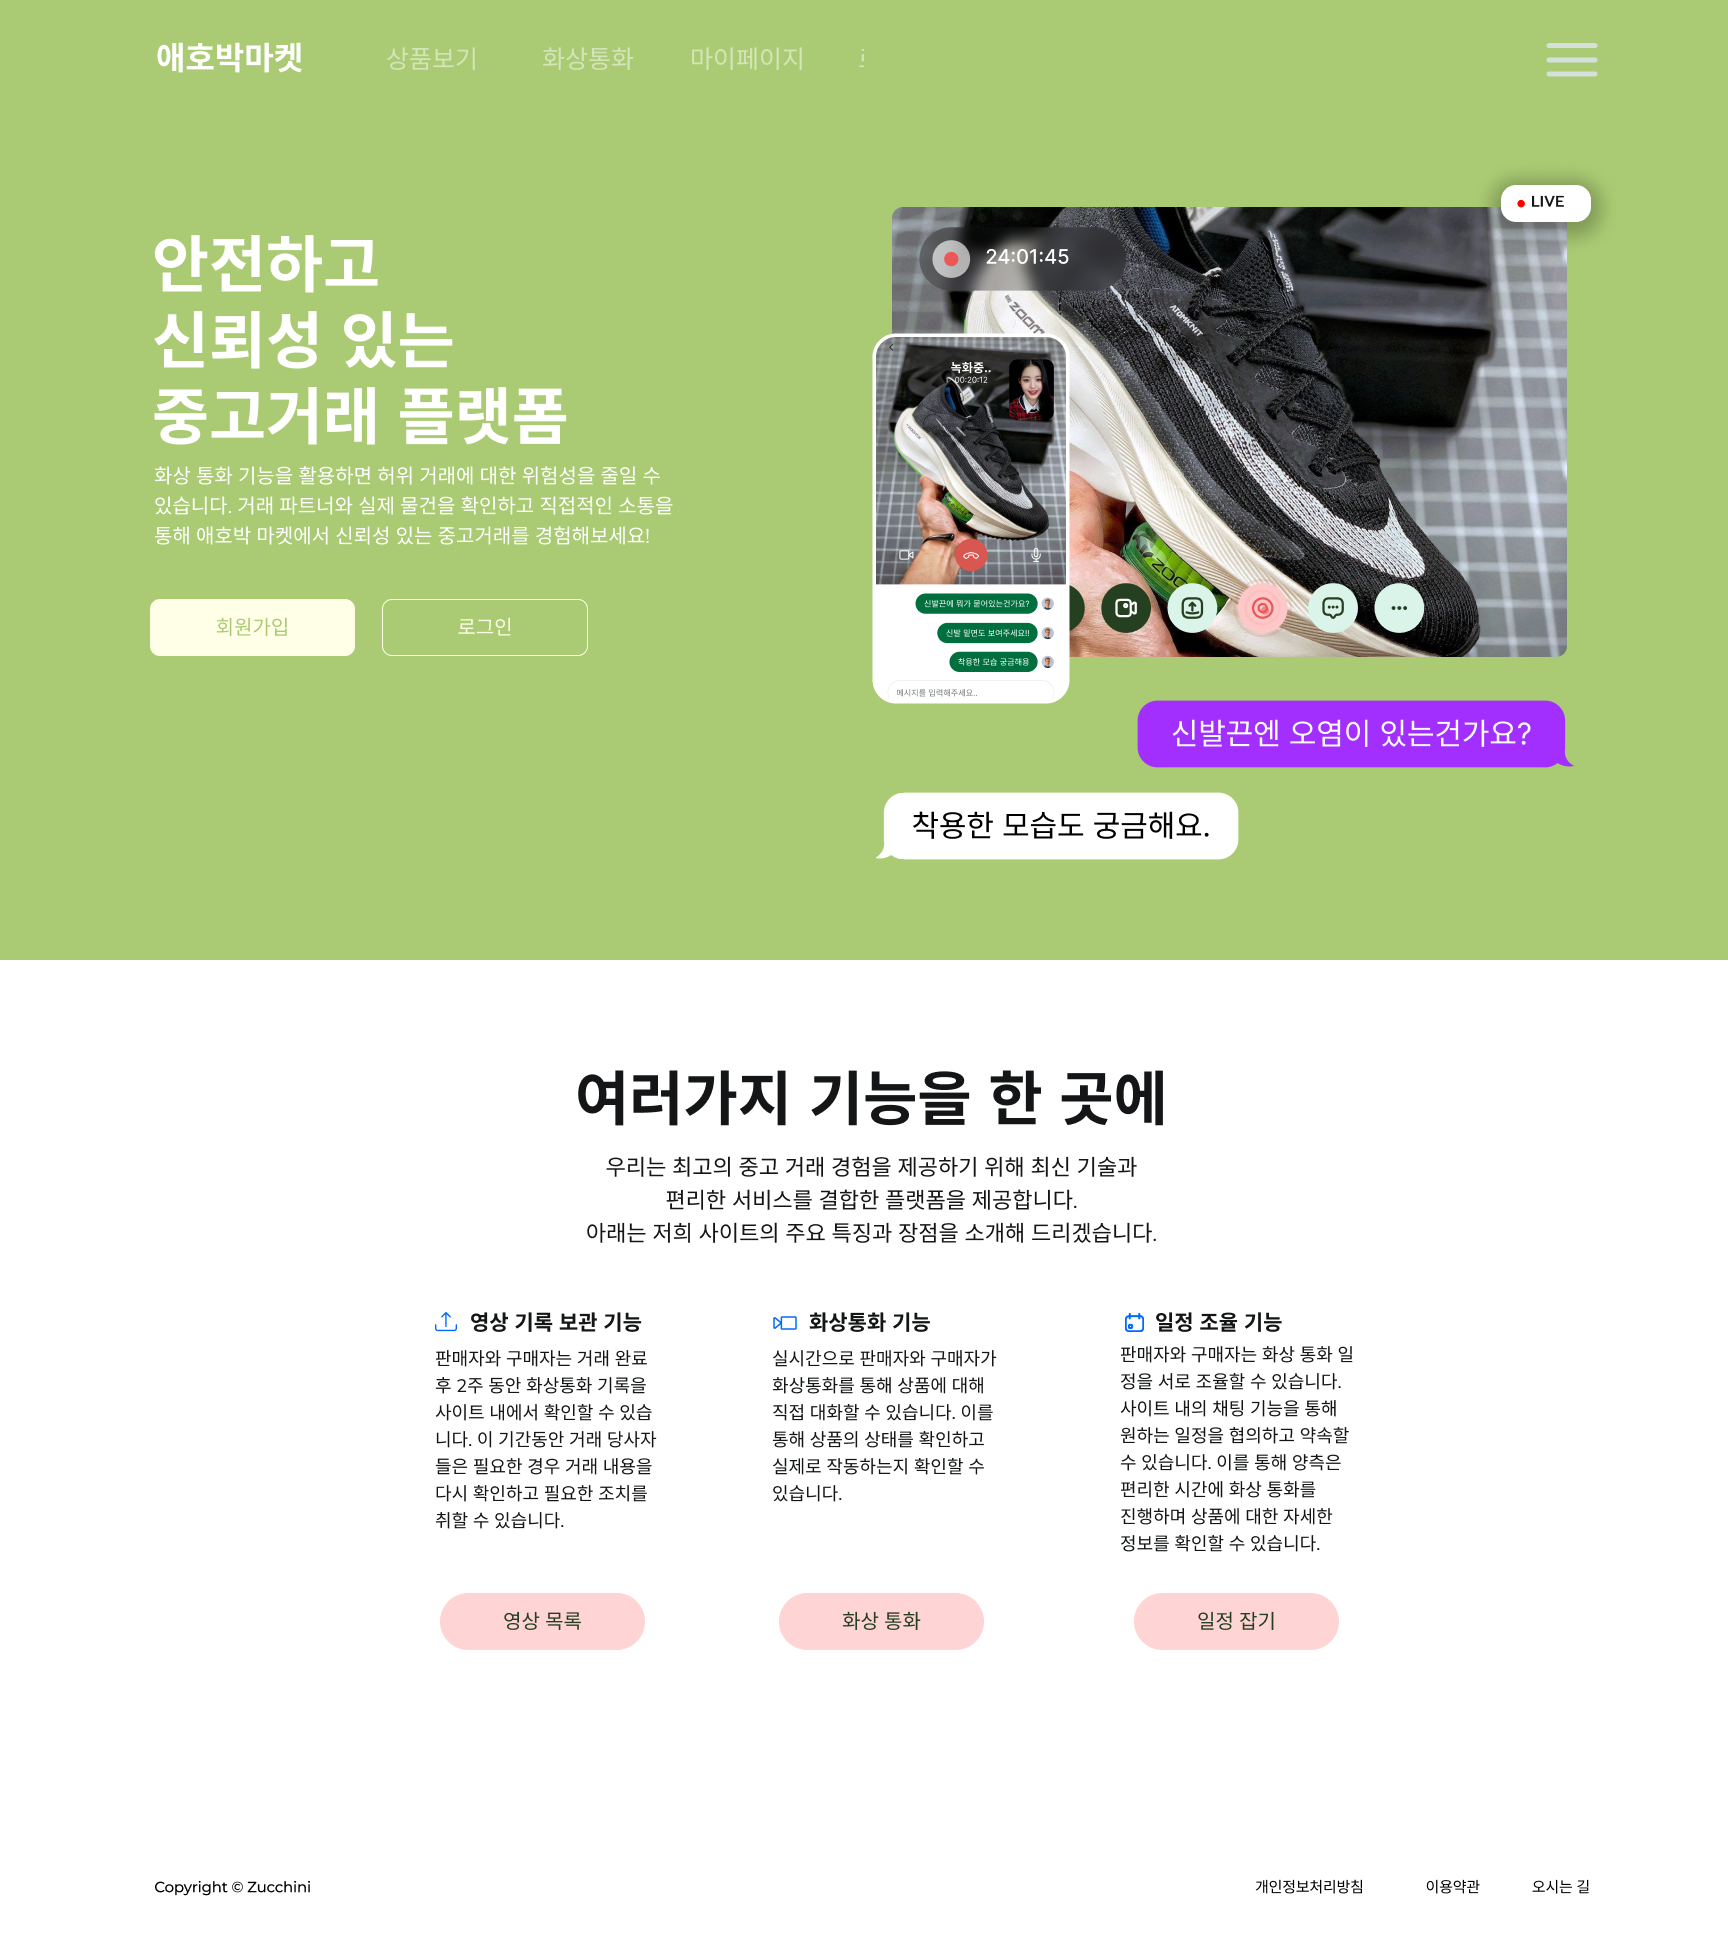 애호박마켓
상품보기
화상통화
마이페이지
LIVE
24:01:45
ZOOM
ATOMKNIT
안전하고
신뢰성 있는
중고거래 플랫폼
화상 통화 기능을 활용하면 허위 거래에 대한 위험성을 줄일 수
있습니다. 거래 파트너와 실제 물건을 확인하고 직접적인 소통을
통해 애호박 마켓에서 신뢰성 있는 중고거래를 경험해보세요!
회원가입
로그인
녹화중..
00:20:12
ZOOM
신발끈에 뭐가 묻어있는건가요?
신발 밑면도 보여주세요!!
착용한 모습 궁금해용
메시지를 입력해주세요..
신발끈엔 오염이 있는건가요?
착용한 모습도 궁금해요.
여러가지 기능을 한 곳에
우리는 최고의 중고 거래 경험을 제공하기 위해 최신 기술과
편리한 서비스를 결합한 플랫폼을 제공합니다.
아래는 저희 사이트의 주요 특징과 장점을 소개해 드리겠습니다.
영상 기록 보관 기능
판매자와 구매자는 거래 완료
후 2주 동안 화상통화 기록을
사이트 내에서 확인할 수 있습
니다. 이 기간동안 거래 당사자
들은 필요한 경우 거래 내용을
다시 확인하고 필요한 조치를
취할 수 있습니다.
영상 목록
화상통화 기능
실시간으로 판매자와 구매자가
화상통화를 통해 상품에 대해
직접 대화할 수 있습니다. 이를
통해 상품의 상태를 확인하고
실제로 작동하는지 확인할 수
있습니다.
화상 통화
일정 조율 기능
판매자와 구매자는 화상 통화 일
정을 서로 조율할 수 있습니다.
사이트 내의 채팅 기능을 통해
원하는 일정을 협의하고 약속할
수 있습니다. 이를 통해 양측은
편리한 시간에 화상 통화를
진행하며 상품에 대한 자세한
정보를 확인할 수 있습니다.
일정 잡기
Copyright © Zucchini
개인정보처리방침
이용약관
오시는 길